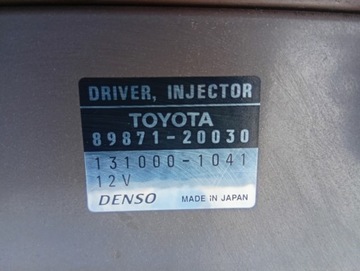 DRIVER, INJECTOR
TOYOTA
89871-20030
131000-1041
12V
DENSO MADE IN JAPAN